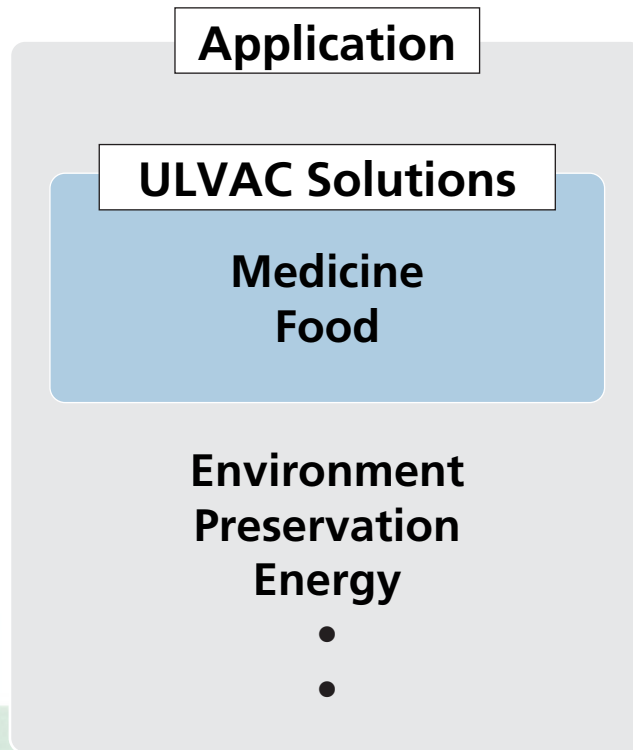 Application
ULVAC Solutions
Medicine
Food
Environment
Preservation
Energy
•
•